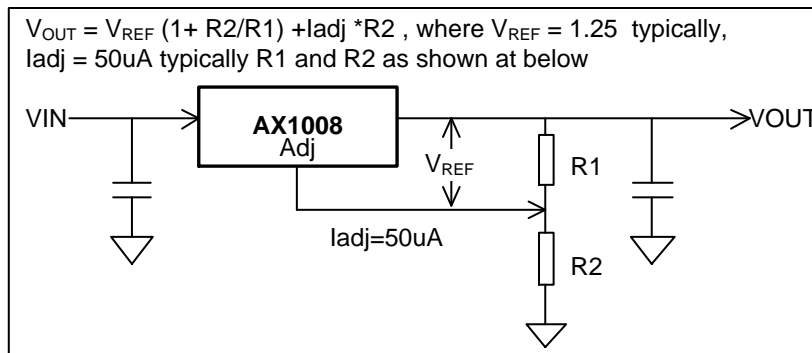 VOUT = VREF (1+ R2/R1) +Iadj *R2 , where VREF = 1.25 typically,
Iadj = 50uA typically R1 and R2 as shown at below
VIN
AX1008
Adj
VOUT
VREF
R1
Iadj=50uA
R2